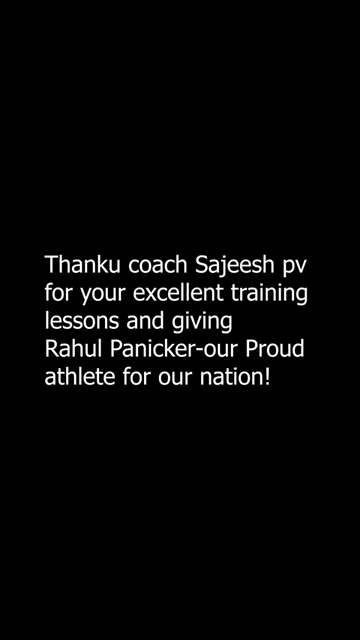 Thanku coach Sajeesh pv
for your excellent training
lessons and giving
Rahul Panicker-our Proud
athlete for our nation!